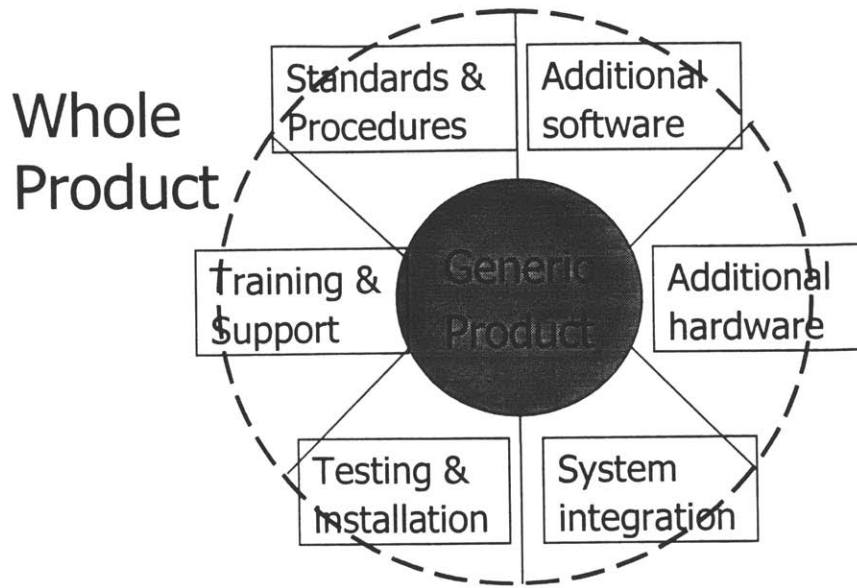 Whole
Product
Standards &
Procedures
Additional
software
Training &
Support
Generic
Product
Additional
hardware
Testing &
installation
System
integration